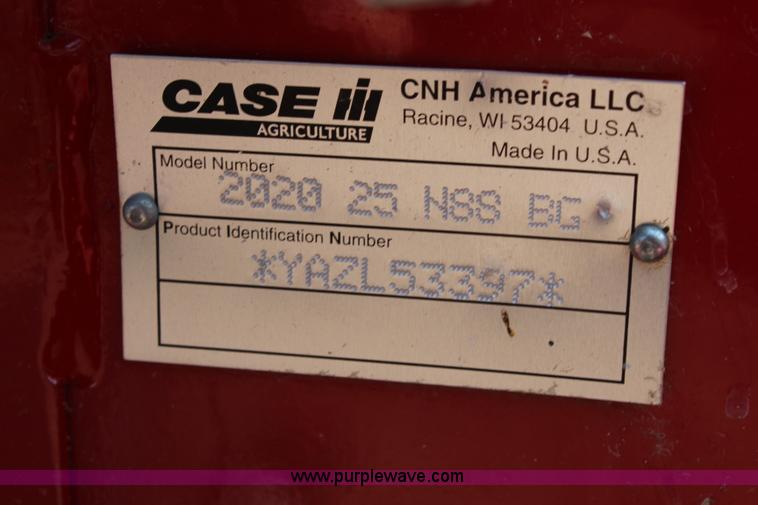 CASE IH
AGRICULTURE
CNH America LLC
Racine, WI 53404 U.S.A.
Made In U.S.A.
Model Number
2020 25 NSS BG
Product Identification Number
*YAZL53397*
www.purplewave.com